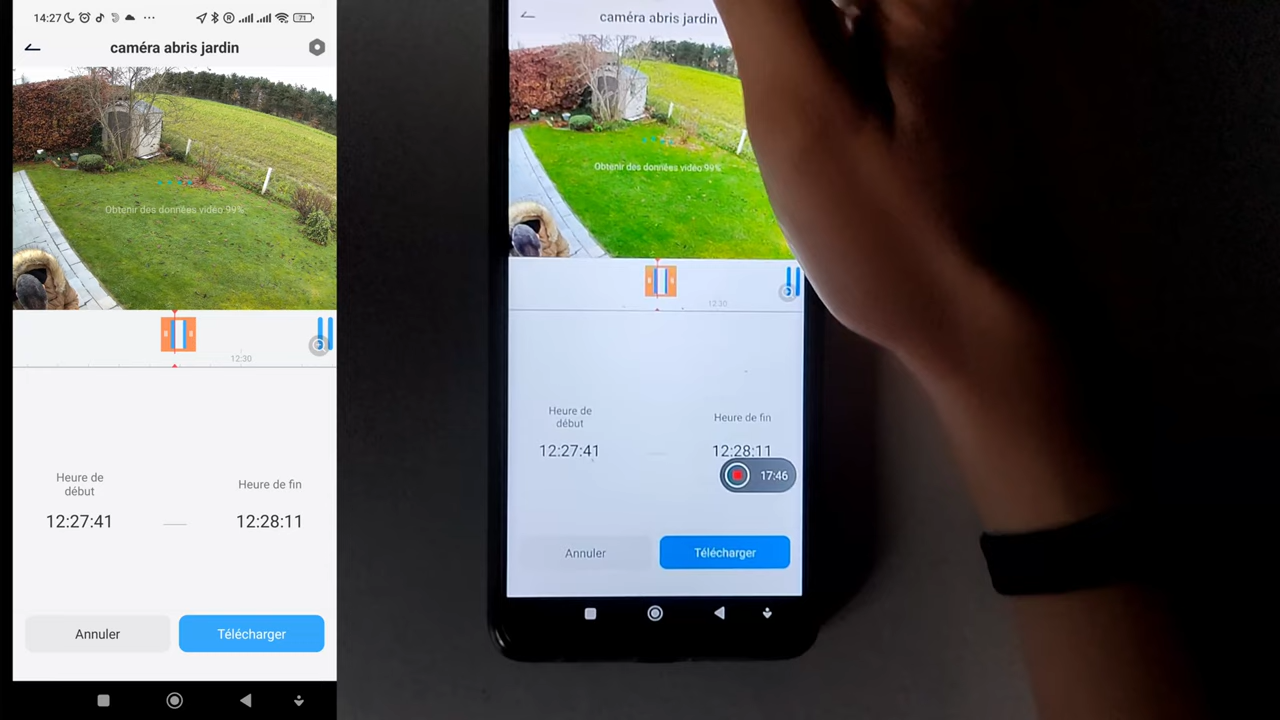 14:27
71
caméra abris jardin
Obtenir des données vidéo 99%
12:30
Heure de
début
Heure de fin
12:27:41
12:28:11
Annuler
Télécharger
caméra abris jardin
Obtenir des données vidéo 99%
12:30
Heure de
début
Heure de fin
12:27:41
12:28:11
17:46
Annuler
Télécharger